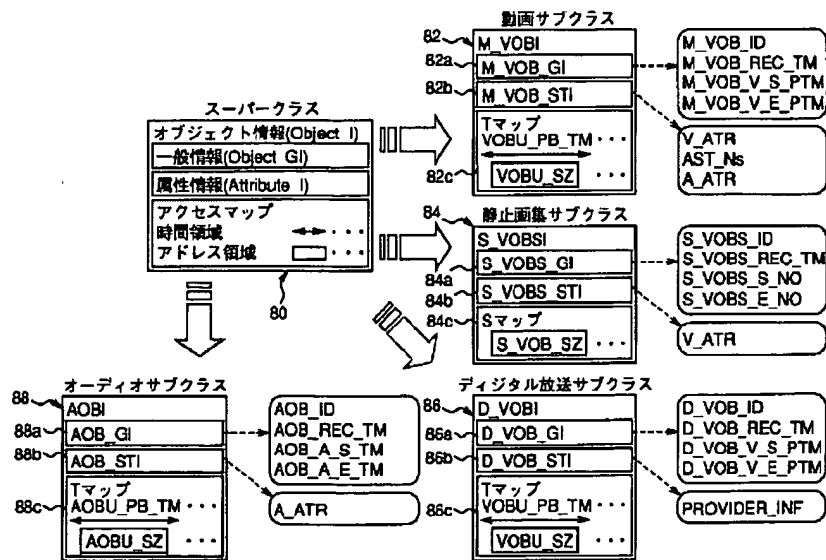 スーパークラス
オブジェクト情報(Object I)
一般情報(Object GI)
属性情報(Attribute I)
アクセスマップ
時間領域 ・・・
アドレス領域 ・・・
80
動画サブクラス
82
M_VOBI
82a
M_VOB_GI
82b
M_VOB_STI
Tマップ
VOBU_PB_TM ・・・
82c
VOBU_SZ ・・・
M_VOB_ID
M_VOB_REC_TM
M_VOB_V_S_PTM
M_VOB_V_E_PTM
V_ATR
AST_Ns
A_ATR
静止画集サブクラス
84
S_VOBSI
84a
S_VOBS_GI
84b
S_VOBS_STI
84c
Sマップ
S_VOB_SZ ・・・
S_VOBS_ID
S_VOBS_REC_TM
S_VOBS_S_NO
S_VOBS_E_NO
V_ATR
オーディオサブクラス
88
AOBI
88a
AOB_GI
88b
AOB_STI
Tマップ
88c
AOBU_PB_TM ・・・
AOBU_SZ ・・・
AOB_ID
AOB_REC_TM
AOB_A_S_TM
AOB_A_E_TM
A_ATR
ディジタル放送サブクラス
86
D_VOBI
86a
D_VOB_GI
86b
D_VOB_STI
Tマップ
86c
VOBU_PB_TM ・・・
VOBU_SZ ・・・
D_VOB_ID
D_VOB_REC_TM
D_VOB_V_S_PTM
D_VOB_V_E_PTM
PROVIDER_INF